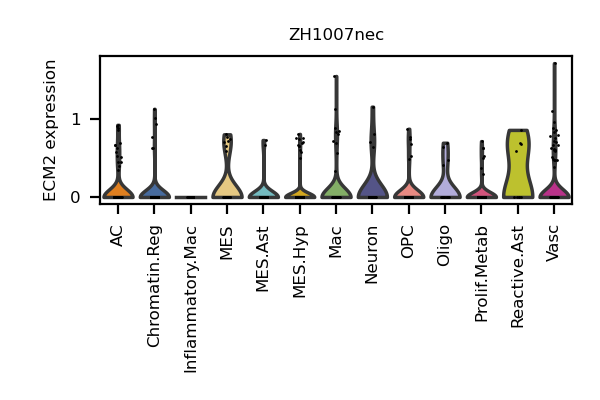 ZH1007nec
ECM2 expression
1
0
AC
Chromatin.Reg
Inflammatory.Mac
MES
MES.Ast
MES.Hyp
Mac
Neuron
OPC
Oligo
Prolif.Metab
Reactive.Ast
Vasc